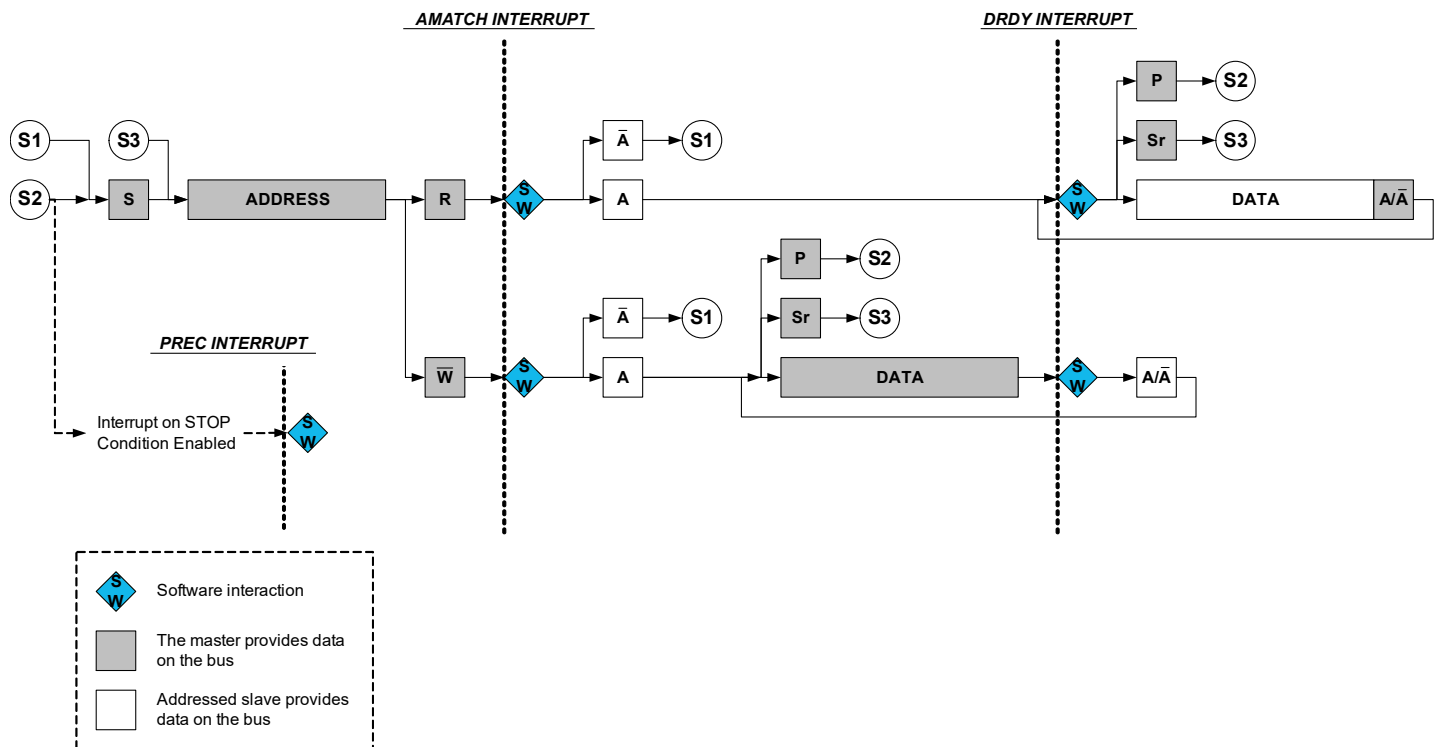 AMATCH INTERRUPT
DRDY INTERRUPT
P
S2
S1
S3
A̅
S1
Sr
S3
S2
S
ADDRESS
R
S
W
A
S
W
DATA
A/A̅
P
S2
A̅
S1
Sr
S3
PREC INTERRUPT
W̅
S
W
A
DATA
S
W
A/A̅
Interrupt on STOP
Condition Enabled
S
W
S
W
Software interaction
The master provides data
on the bus
Addressed slave provides
data on the bus